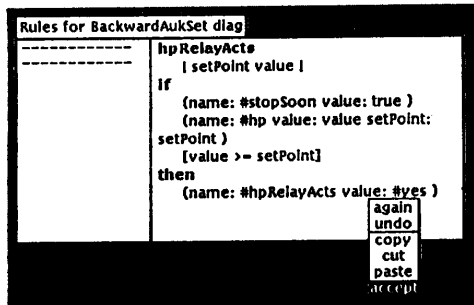 Rules for BackwardAukSet diag
--------------
--------------
hpRelayActs
| setPoint value |
if
(name: #stopSoon value: true )
(name: #hp value: value setPoint:
setPoint )
[value >= setPoint]
then
(name: #hpRelayActs value: #yes )
again
undo
copy
cut
paste
accept